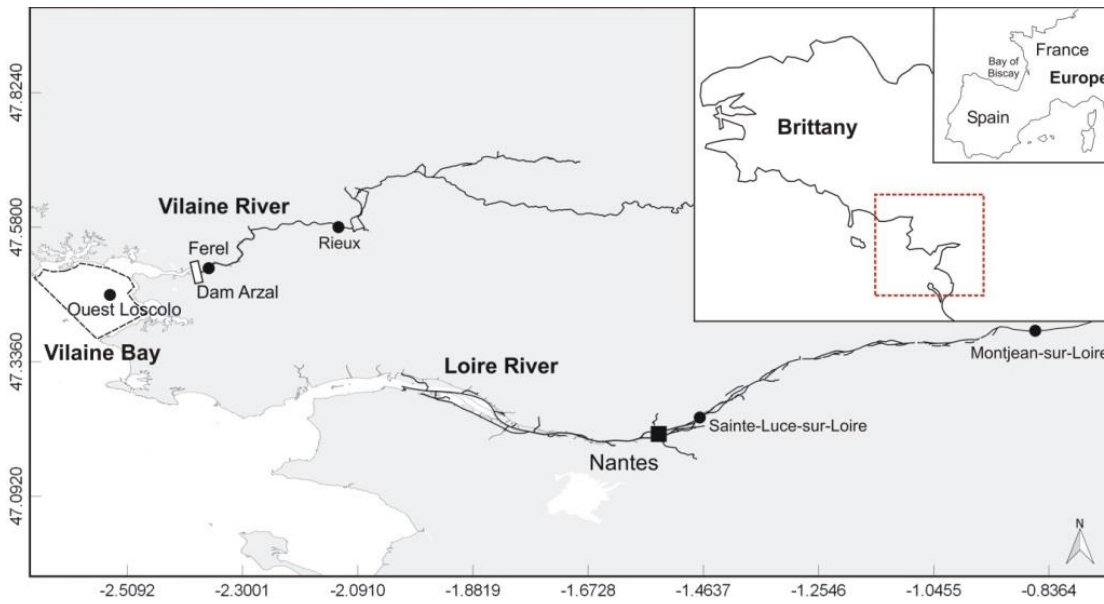 47.8240
47.5800
47.3360
47.0920
Brittany
France
Bay of
Biscay
Europe
Spain
Vilaine River
Ferel
Rieux
Dam Arzal
Ouest Loscolo
Vilaine Bay
Loire River
Montjean-sur-Loire
Sainte-Luce-sur-Loire
Nantes
N
-2.5092 -2.3001 -2.0910 -1.8819 -1.6728 -1.4637 -1.2546 -1.0455 -0.8364